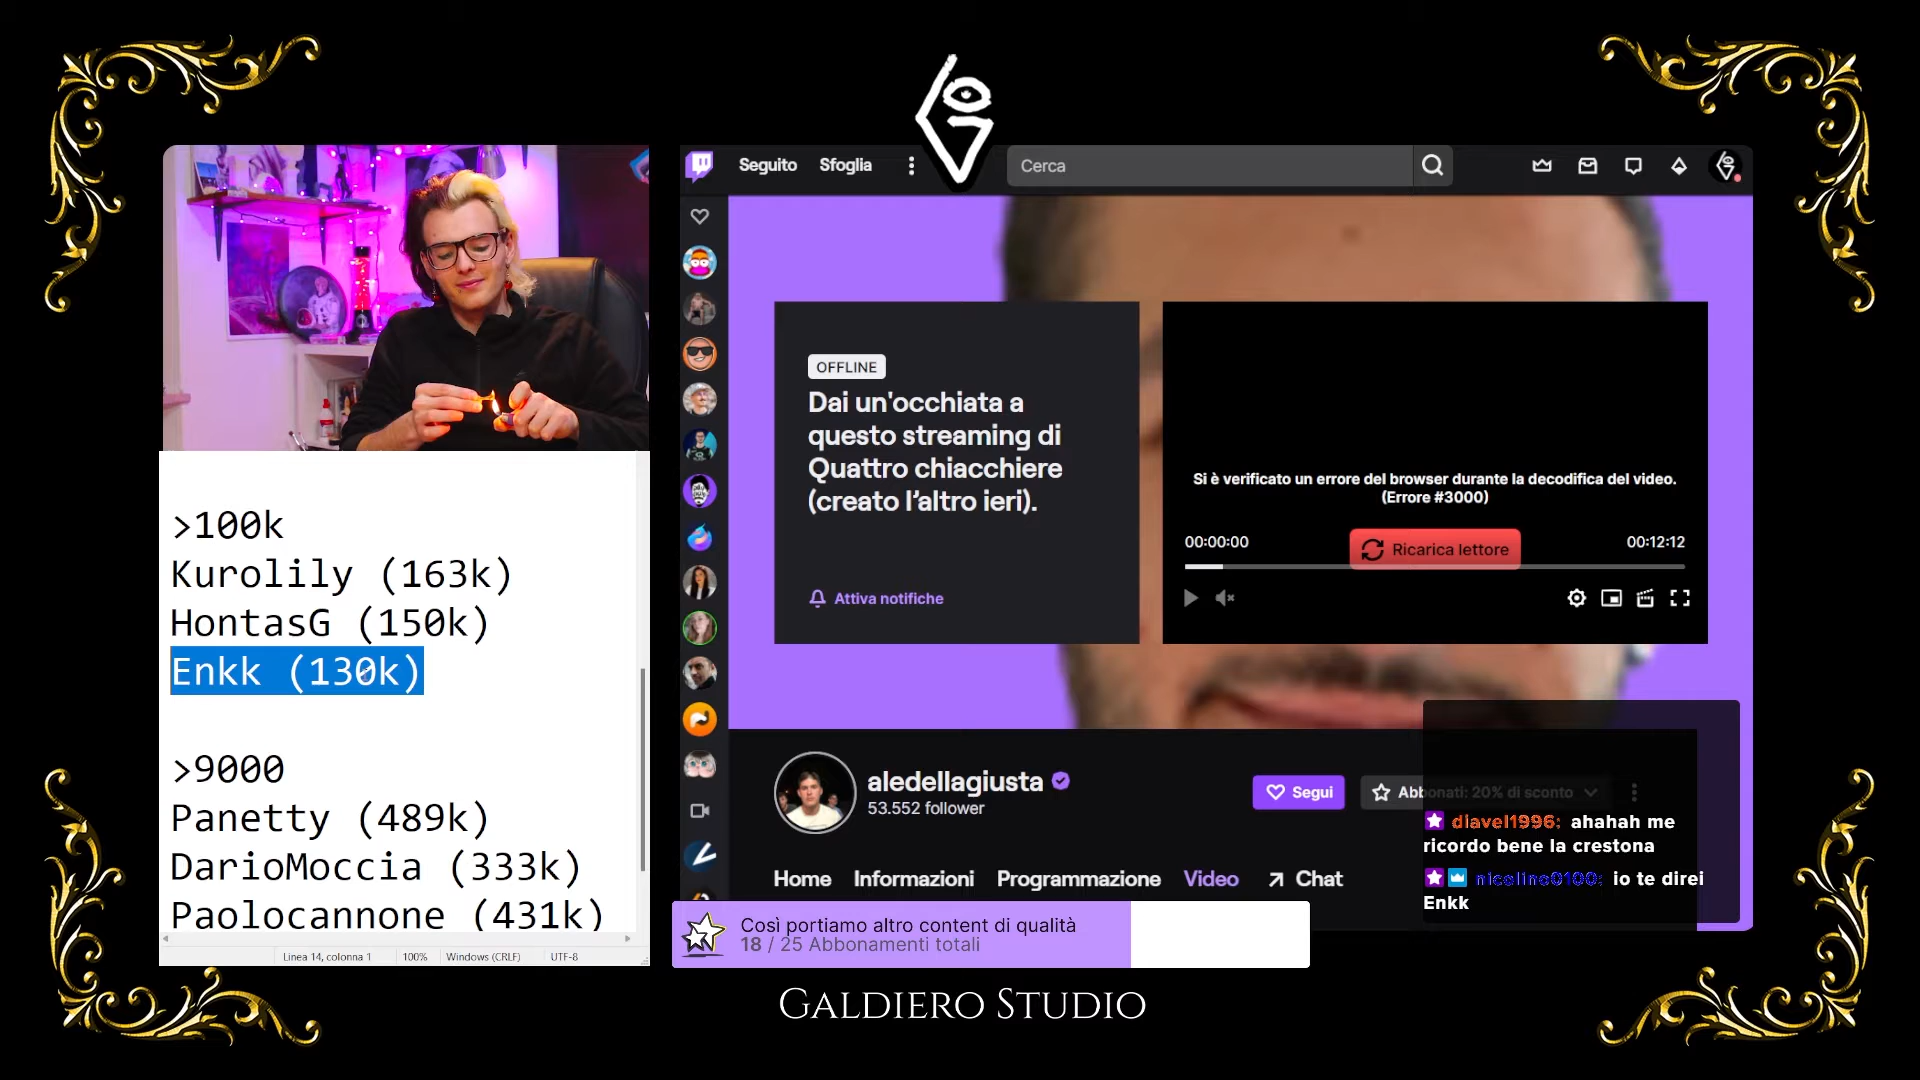 Seguito Sfoglia
Cerca
OFFLINE
Dai un'occhiata a
questo streaming di
Quattro chiacchiere
(creato l’altro ieri).
Attiva notifiche
Si è verificato un errore del browser durante la decodifica del video.
(Errore #3000)
00:00:00
Ricarica lettore
00:12:12
>100k
Kurolily (163k)
HontasG (150k)
Enkk (130k)
>9000
Panetty (489k)
DarioMoccia (333k)
Paolocannone (431k)
Linea 14, colonna 1 100% Windows (CRLF) UTF-8
aledellagiusta
53.552 follower
Segui
Abbonati: 20% di sconto
Home Informazioni Programmazione Video Chat
diavel1996: ahahah me
ricordo bene la crestona
nicolino0100: io te direi
Enkk
Così portiamo altro content di qualità
18 / 25 Abbonamenti totali
GALDIERO STUDIO